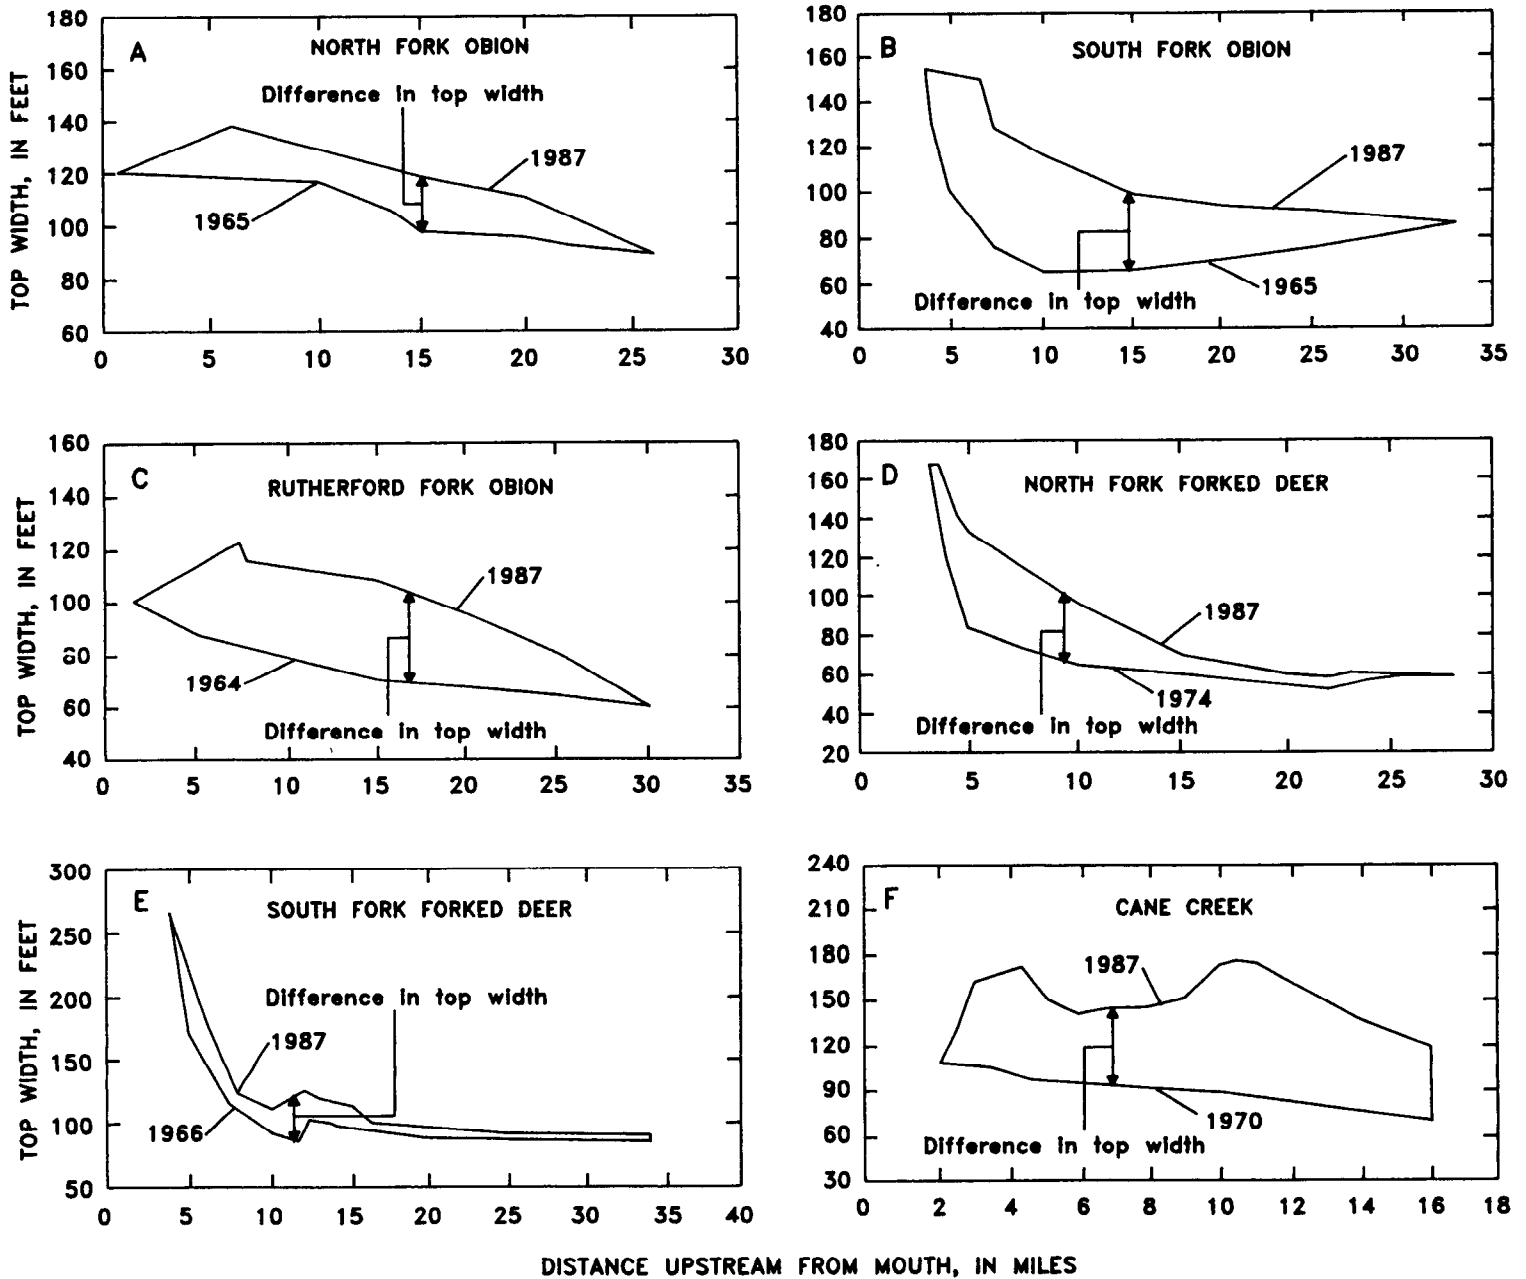 A
NORTH FORK OBION
Difference in top width
1987
1965
TOP WIDTH, IN FEET
180
160
140
120
100
80
60
0 5 10 15 20 25 30
B
SOUTH FORK OBION
1987
Difference in top width
1965
180
160
140
120
100
80
60
40
0 5 10 15 20 25 30 35
C
RUTHERFORD FORK OBION
1987
1964
Difference in top width
TOP WIDTH, IN FEET
160
140
120
100
80
60
40
0 5 10 15 20 25 30 35
D
NORTH FORK FORKED DEER
1987
1974
Difference in top width
180
160
140
120
100
80
60
40
20
0 5 10 15 20 25 30
E
SOUTH FORK FORKED DEER
Difference in top width
1987
1966
TOP WIDTH, IN FEET
300
250
200
150
100
50
0 5 10 15 20 25 30 35 40
F
CANE CREEK
1987
1970
Difference in top width
240
210
180
150
120
90
60
30
0 2 4 6 8 10 12 14 16 18
DISTANCE UPSTREAM FROM MOUTH, IN MILES